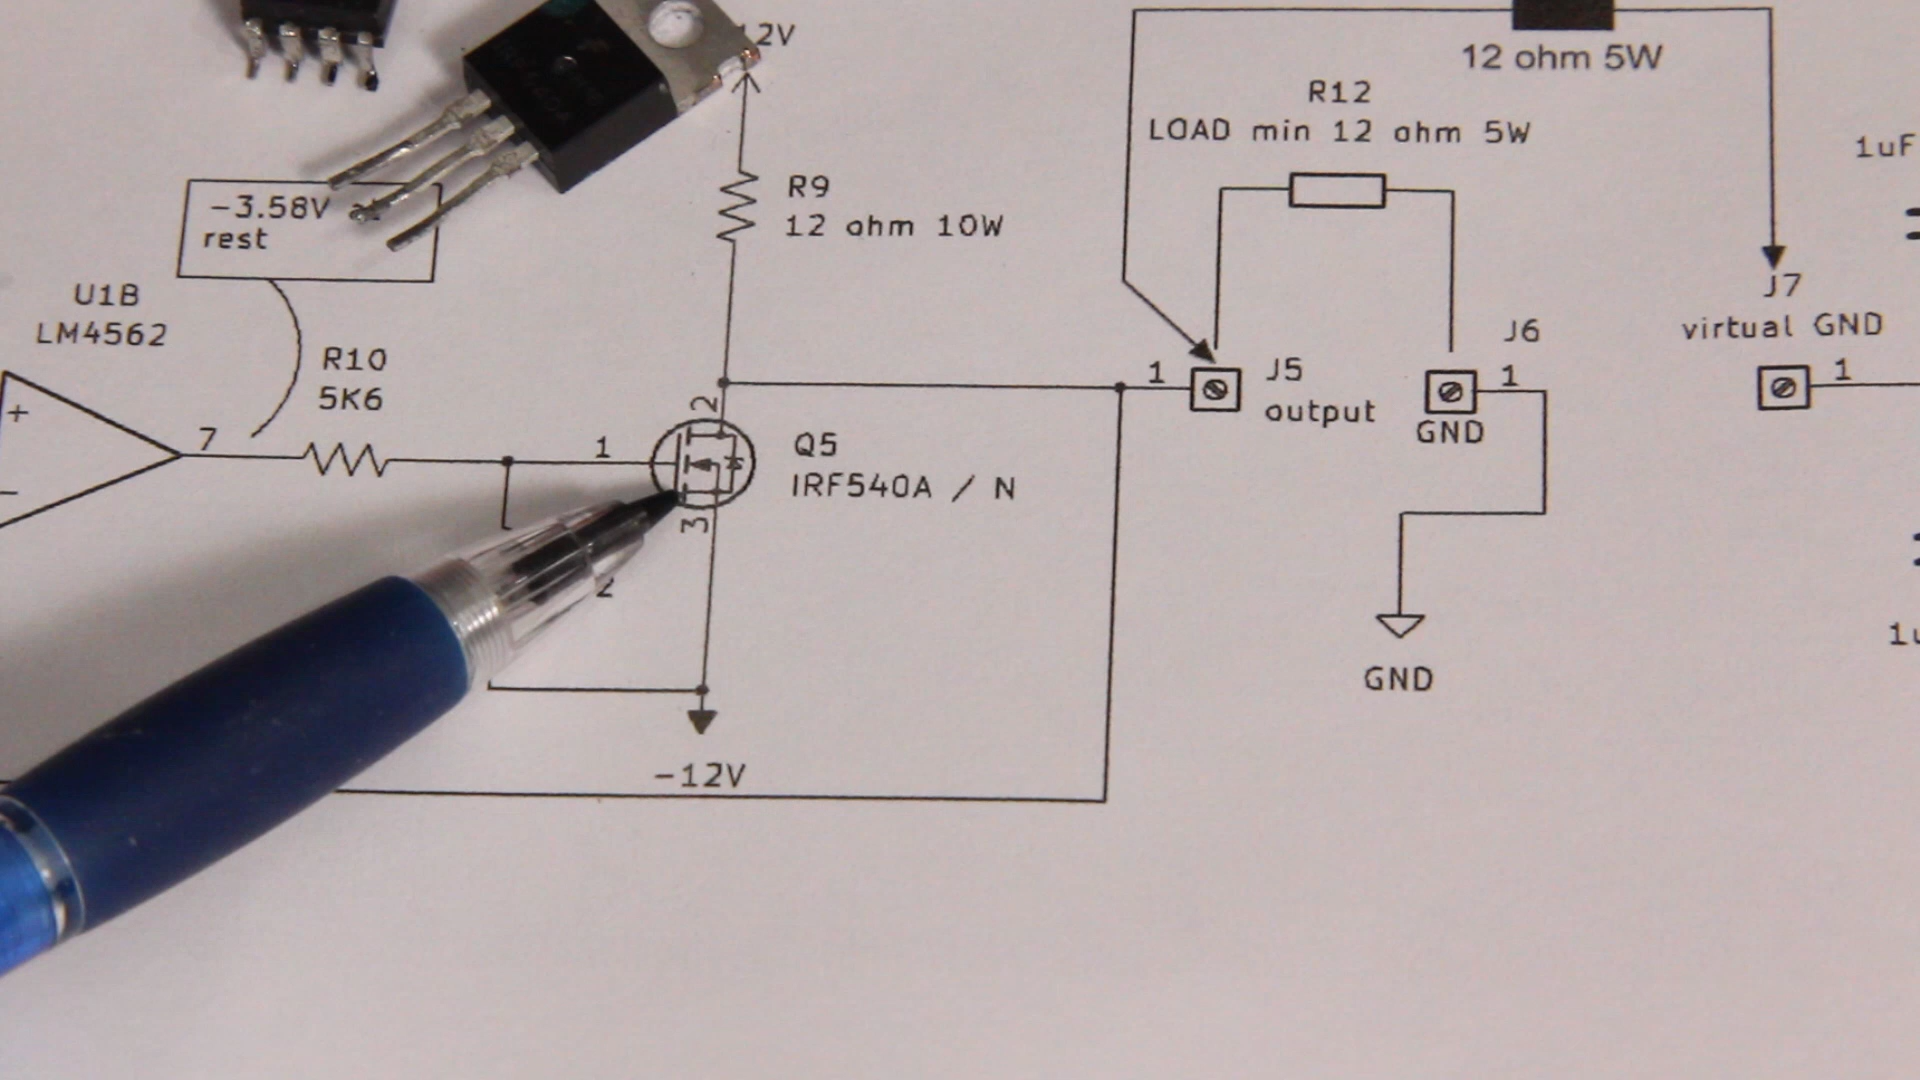 2V
12 ohm 5W
R12
LOAD min 12 ohm 5W
1uF
R9
12 ohm 10W
-3.58V
rest
U1B
LM4562
R10
5K6
+
7
-
1
2
3
Q5
IRF540A / N
2
-12V
1
J5
output
J6
1
GND
GND
J7
virtual GND
1
1u